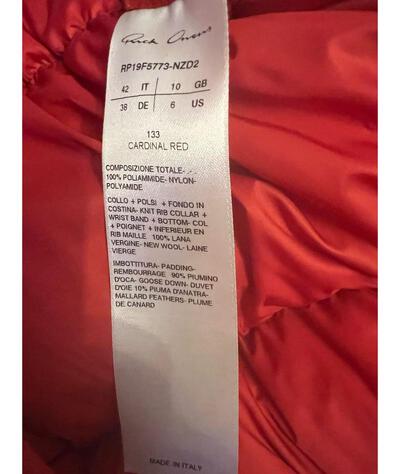 Rick Owens
RP19F5773-NZD2
42 IT 10 GB
38 DE 6 US
133
CARDINAL RED
COMPOSIZIONE TOTALE- .-
100% POLIAMMIDE- NYLON-
POLYAMIDE
COLLO + POLSI + FONDO IN
COSTINA- KNIT RIB COLLAR +
WRIST BAND + BOTTOM- COL
+ POIGNET + INFERIEUR EN
RIB MAILLE 100% LANA
VERGINE- NEW WOOL- LAINE
VIERGE
IMBOTTITURA- PADDING-
REMBOURRAGE 90% PIUMINO
D'OCA- GOOSE DOWN- DUVET
D'OIE 10% PIUMA D'ANATRA-
MALLARD FEATHERS- PLUME
DE CANARD
MADE IN ITALY